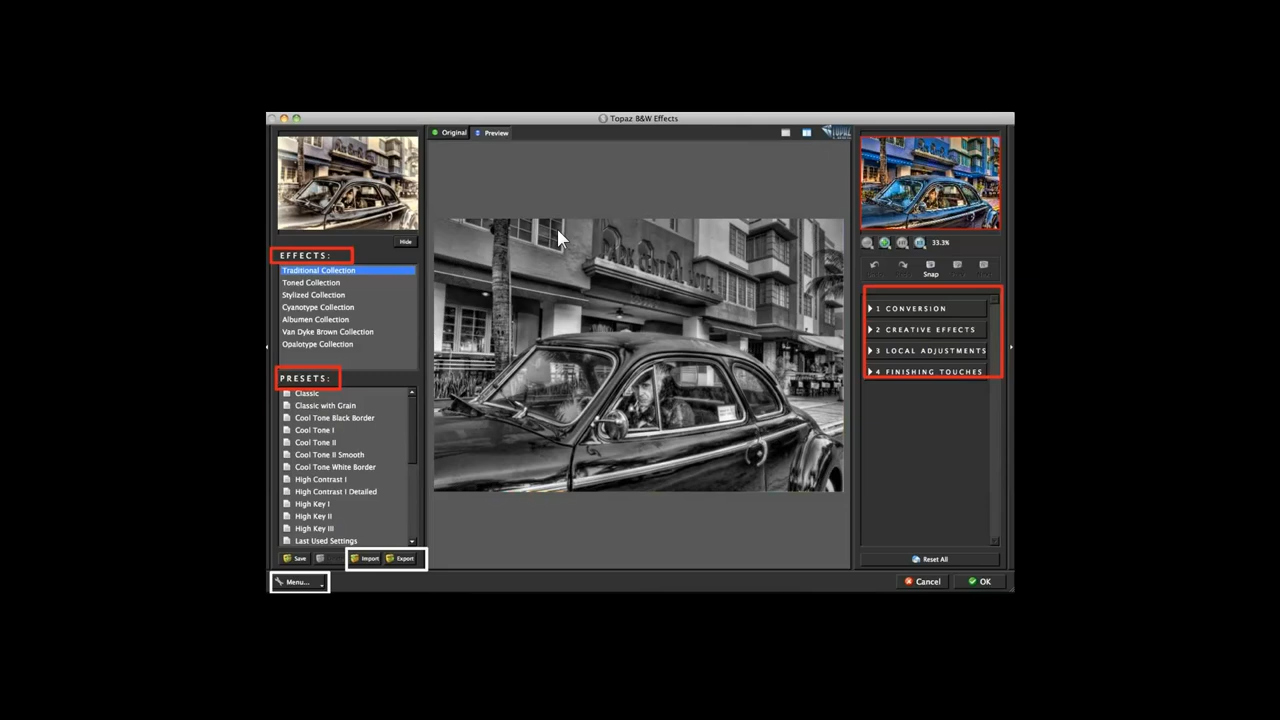 Topaz B&W Effects
Original
Preview
TOPAZ
Hide
33.3%
Snap
EFFECTS:
Traditional Collection
Toned Collection
Stylized Collection
Cyanotype Collection
Albumen Collection
Van Dyke Brown Collection
Opalotype Collection
PRESETS:
Classic
Classic with Grain
Cool Tone Black Border
Cool Tone I
Cool Tone II
Cool Tone II Smooth
Cool Tone White Border
High Contrast I
High Contrast I Detailed
High Key I
High Key II
High Key III
Last Used Settings
Save
Import
Export
Menu...
PARK CENTRAL HOTEL
1 CONVERSION
2 CREATIVE EFFECTS
3 LOCAL ADJUSTMENTS
4 FINISHING TOUCHES
Reset All
Cancel
OK